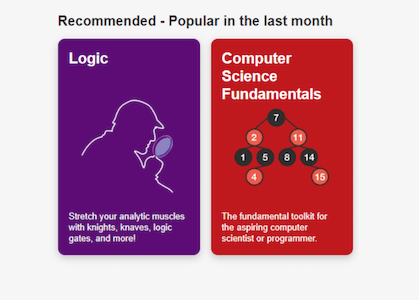 Recommended - Popular in the last month
Logic
Stretch your analytic muscles
with knights, knaves, logic
gates, and more!
Computer
Science
Fundamentals
7
2 11
1 5 8 14
4 15
The fundamental toolkit for
the aspiring computer
scientist or programmer.